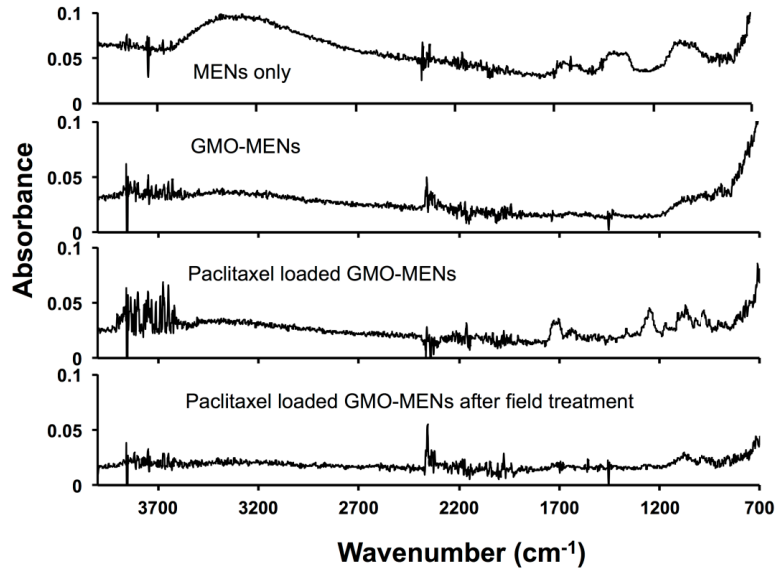 0.1
0.05
0
MENs only
0.1
0.05
0
GMO-MENs
0.1
0.05
0
Paclitaxel loaded GMO-MENs
0.1
0.05
0
Paclitaxel loaded GMO-MENs after field treatment
3700 3200 2700 2200 1700 1200 700
Absorbance
Wavenumber (cm-1)